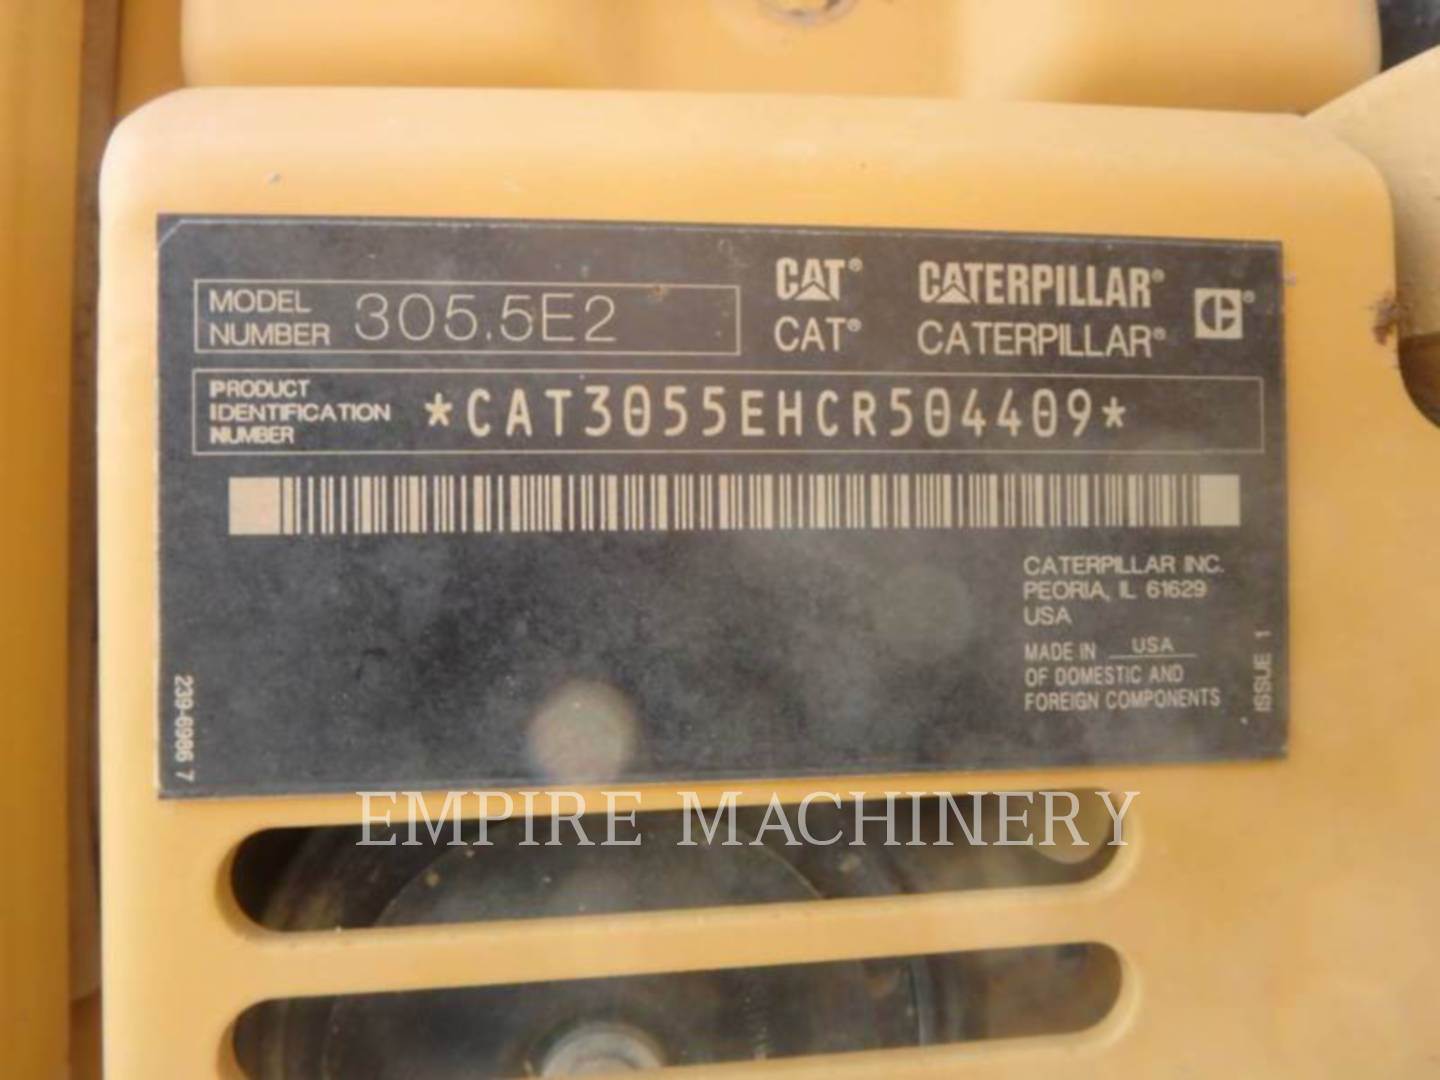 MODEL
NUMBER 305.5E2
CAT® CATERPILLAR®
CAT® CATERPILLAR®
PRODUCT
IDENTIFICATION
NUMBER
*CAT3055EHCR504409*
CATERPILLAR INC.
PEORIA, IL 61629
USA
MADE IN USA
OF DOMESTIC AND
FOREIGN COMPONENTS
ISSUE 1
239-6986 7
EMPIRE MACHINERY